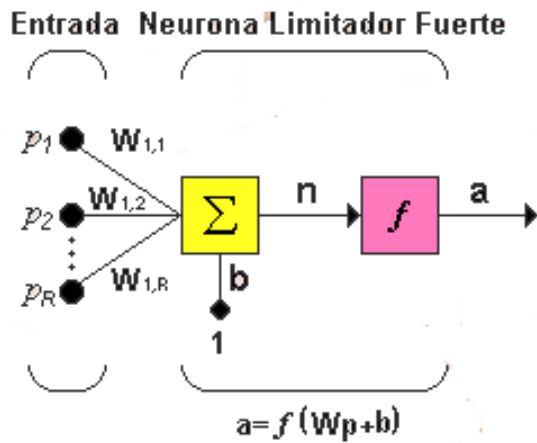 Entrada Neurona Limitador Fuerte
p1 W1,1
p2 W1,2 Σ n f a
pR W1,R b
1
a=f(Wp+b)